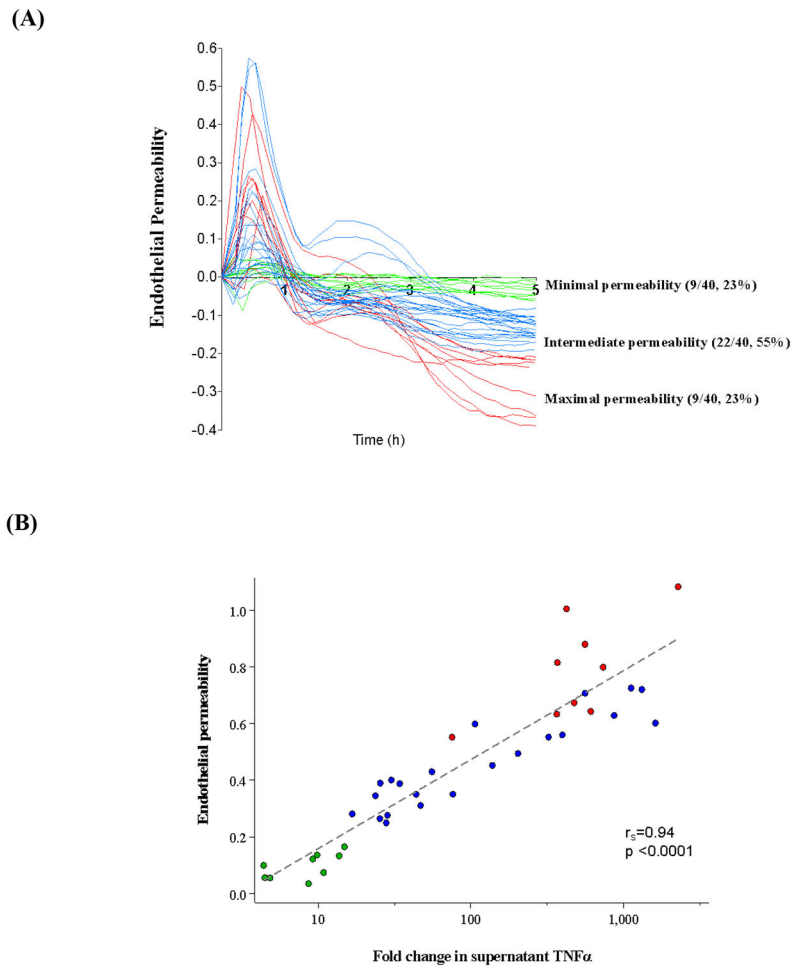 (A)
0.6
0.5
0.4
0.3
0.2
0.1
0.0
-0.1
-0.2
-0.3
-0.4
Endothelial Permeability
1 2 3 4 5
Time (h)
Minimal permeability (9/40, 23%)
Intermediate permeability (22/40, 55%)
Maximal permeability (9/40, 23%)
(B)
1.0
0.8
0.6
0.4
0.2
0.0
Endothelial permeability
rs=0.94
p <0.0001
10 100 1,000
Fold change in supernatant TNFα